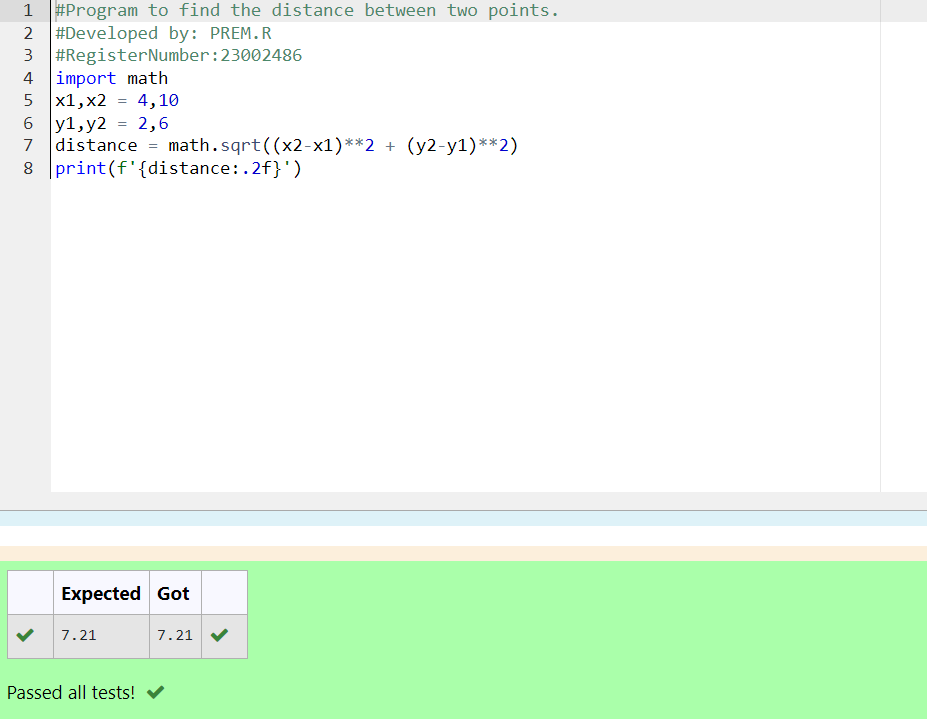 1 #Program to find the distance between two points.
2 #Developed by: PREM.R
3 #RegisterNumber:23002486
4 import math
5 x1,x2 = 4,10
6 y1,y2 = 2,6
7 distance = math.sqrt((x2-x1)**2 + (y2-y1)**2)
8 print(f'{distance:.2f}')
Expected Got
7.21 7.21
Passed all tests!